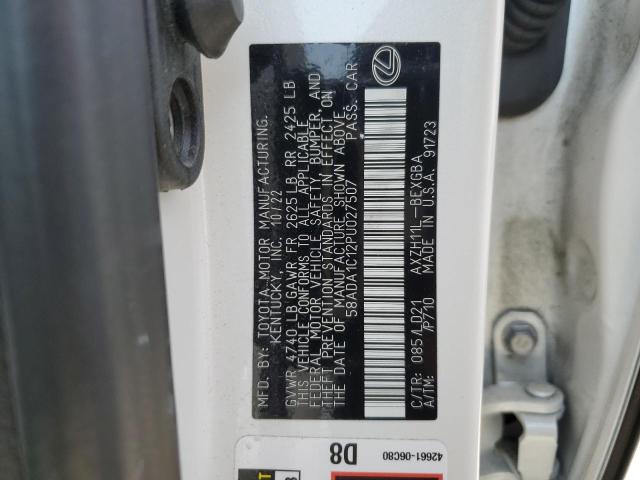 MFD. BY: TOYOTA MOTOR MANUFACTURING.
KENTUCKY, INC. 10/22
GVWR 4740 LB GAWR FR 2625 LB RR 2425 LB
THIS VEHICLE CONFORMS TO ALL APPLICABLE
FEDERAL MOTOR VEHICLE SAFETY, BUMPER, AND
THEFT PREVENTION STANDARDS IN EFFECT ON
THE DATE OF MANUFACTURE SHOWN ABOVE.
58ADA1C12PU027507 PASS. CAR
C/TR: 085/LD21 AXZH11L-BEXGBA
A/TM: /P710 MADE IN U.S.A. 91723
42661-06C80
D8